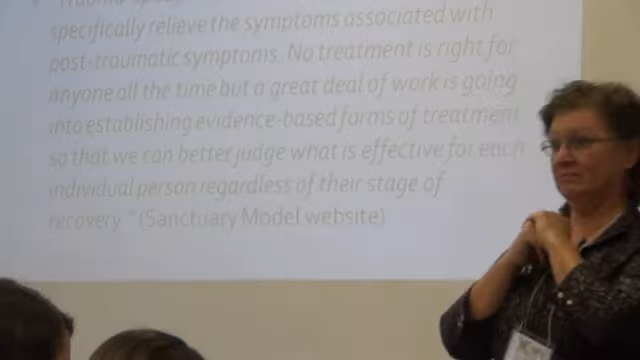 specifically relieve the symptoms associated with
post-traumatic symptoms. No treatment is right for
anyone all the time but a great deal of work is going
into establishing evidence-based forms of treatment
so that we can better judge what is effective for each
individual person regardless of their stage of
recovery." (Sanctuary Model website)